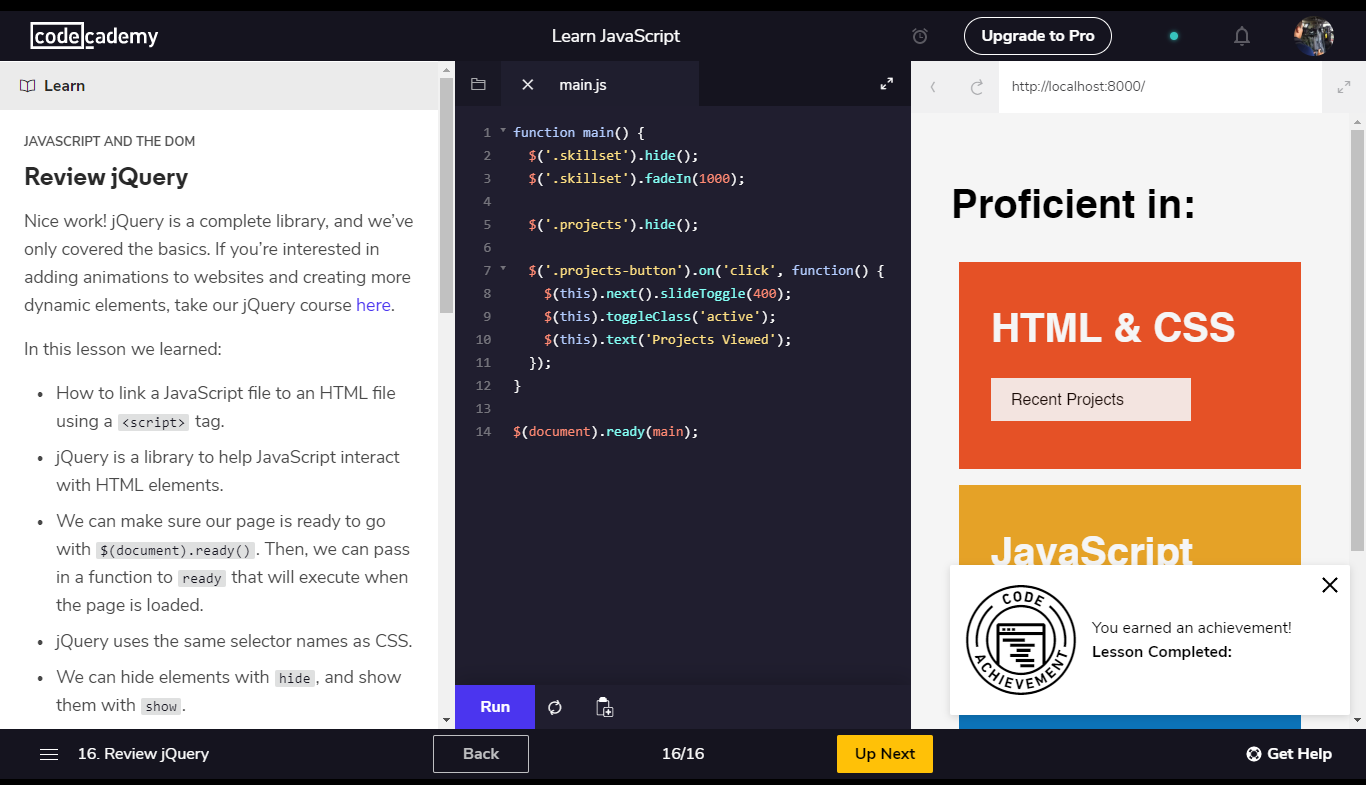 codecademy
Learn JavaScript
Upgrade to Pro
Learn
JAVASCRIPT AND THE DOM
Review jQuery
Nice work! jQuery is a complete library, and we’ve
only covered the basics. If you’re interested in
adding animations to websites and creating more
dynamic elements, take our jQuery course here.
In this lesson we learned:
• How to link a JavaScript file to an HTML file
using a <script> tag.
• jQuery is a library to help JavaScript interact
with HTML elements.
• We can make sure our page is ready to go
with $(document).ready(). Then, we can pass
in a function to ready that will execute when
the page is loaded.
• jQuery uses the same selector names as CSS.
• We can hide elements with hide, and show
them with show.
main.js
1 function main() {
2   $('.skillset').hide();
3   $('.skillset').fadeIn(1000);
4
5   $('.projects').hide();
6
7   $('.projects-button').on('click', function() {
8     $(this).next().slideToggle(400);
9     $(this).toggleClass('active');
10     $(this).text('Projects Viewed');
11   });
12 }
13
14 $(document).ready(main);
Run
http://localhost:8000/
Proficient in:
HTML & CSS
Recent Projects
JavaScript
CODE
ACHIEVEMENT
You earned an achievement!
Lesson Completed:
16. Review jQuery
Back
16/16
Up Next
Get Help